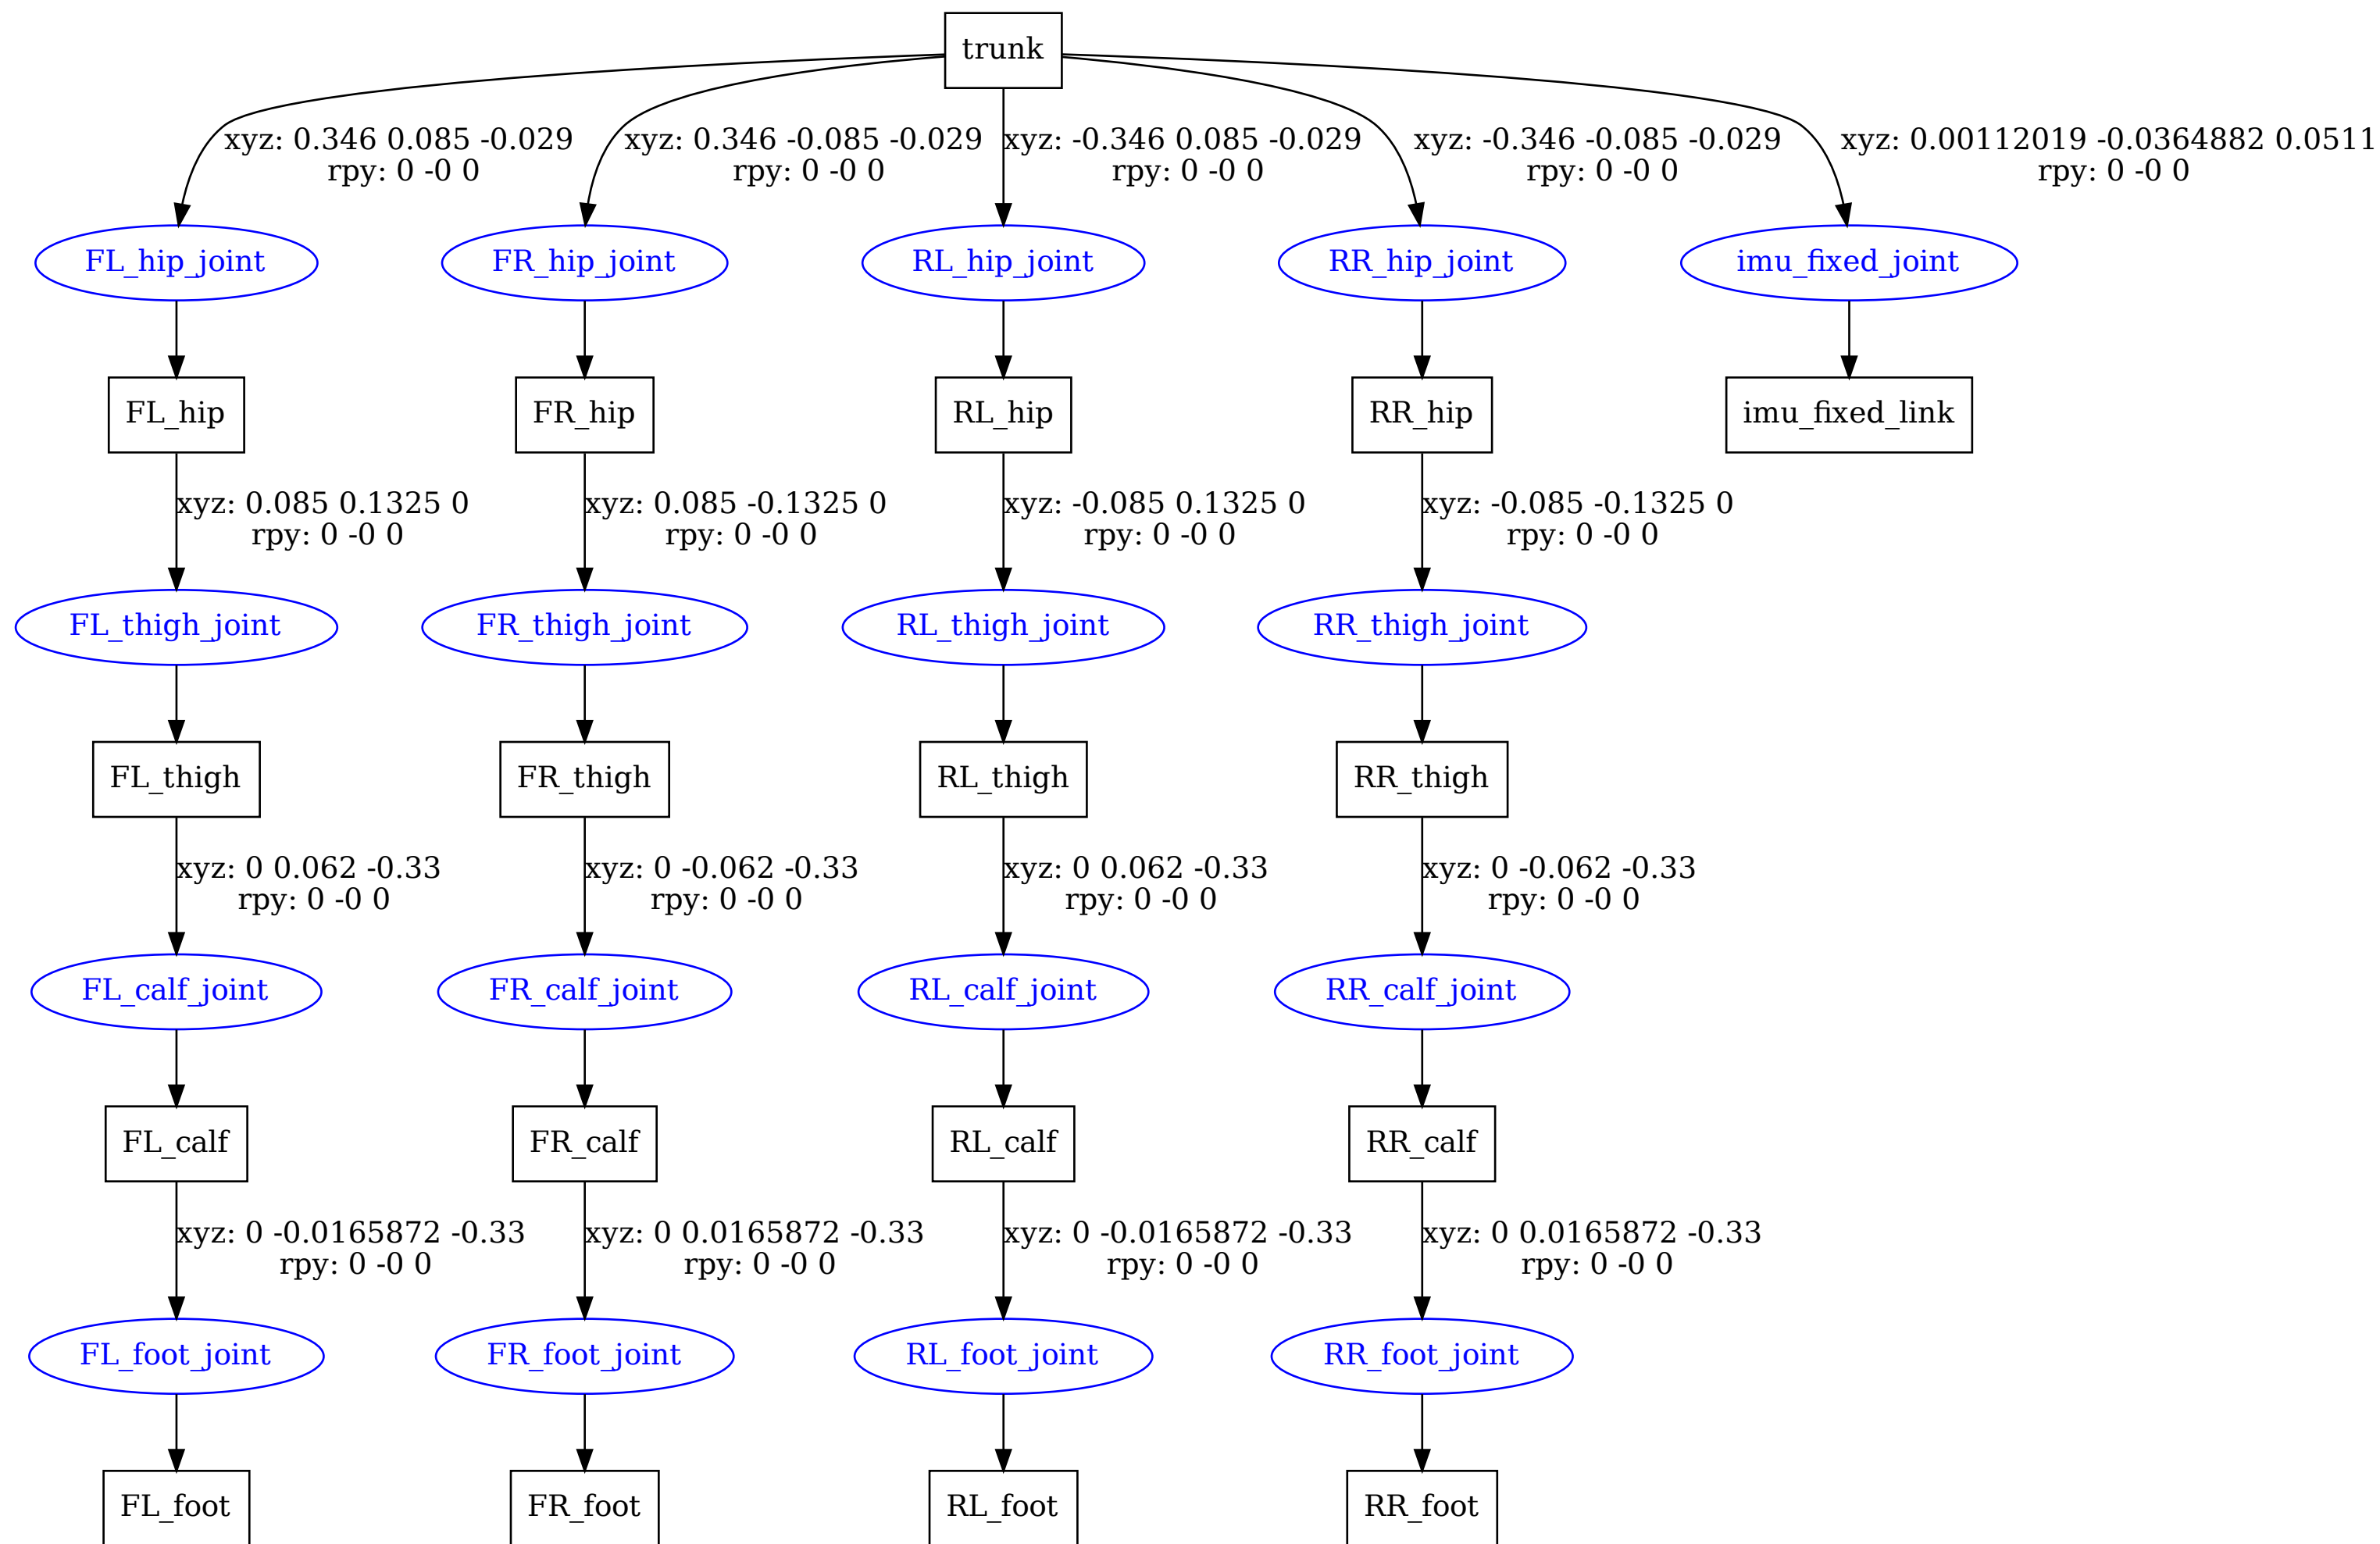 trunk
xyz: 0.346 0.085 -0.029
rpy: 0 -0 0
xyz: 0.346 -0.085 -0.029
rpy: 0 -0 0
xyz: -0.346 0.085 -0.029
rpy: 0 -0 0
xyz: -0.346 -0.085 -0.029
rpy: 0 -0 0
xyz: 0.00112019 -0.0364882 0.0511
rpy: 0 -0 0
FL_hip_joint
FR_hip_joint
RL_hip_joint
RR_hip_joint
imu_fixed_joint
FL_hip
FR_hip
RL_hip
RR_hip
imu_fixed_link
xyz: 0.085 0.1325 0
rpy: 0 -0 0
xyz: 0.085 -0.1325 0
rpy: 0 -0 0
xyz: -0.085 0.1325 0
rpy: 0 -0 0
xyz: -0.085 -0.1325 0
rpy: 0 -0 0
FL_thigh_joint
FR_thigh_joint
RL_thigh_joint
RR_thigh_joint
FL_thigh
FR_thigh
RL_thigh
RR_thigh
xyz: 0 0.062 -0.33
rpy: 0 -0 0
xyz: 0 -0.062 -0.33
rpy: 0 -0 0
xyz: 0 0.062 -0.33
rpy: 0 -0 0
xyz: 0 -0.062 -0.33
rpy: 0 -0 0
FL_calf_joint
FR_calf_joint
RL_calf_joint
RR_calf_joint
FL_calf
FR_calf
RL_calf
RR_calf
xyz: 0 -0.0165872 -0.33
rpy: 0 -0 0
xyz: 0 0.0165872 -0.33
rpy: 0 -0 0
xyz: 0 -0.0165872 -0.33
rpy: 0 -0 0
xyz: 0 0.0165872 -0.33
rpy: 0 -0 0
FL_foot_joint
FR_foot_joint
RL_foot_joint
RR_foot_joint
FL_foot
FR_foot
RL_foot
RR_foot